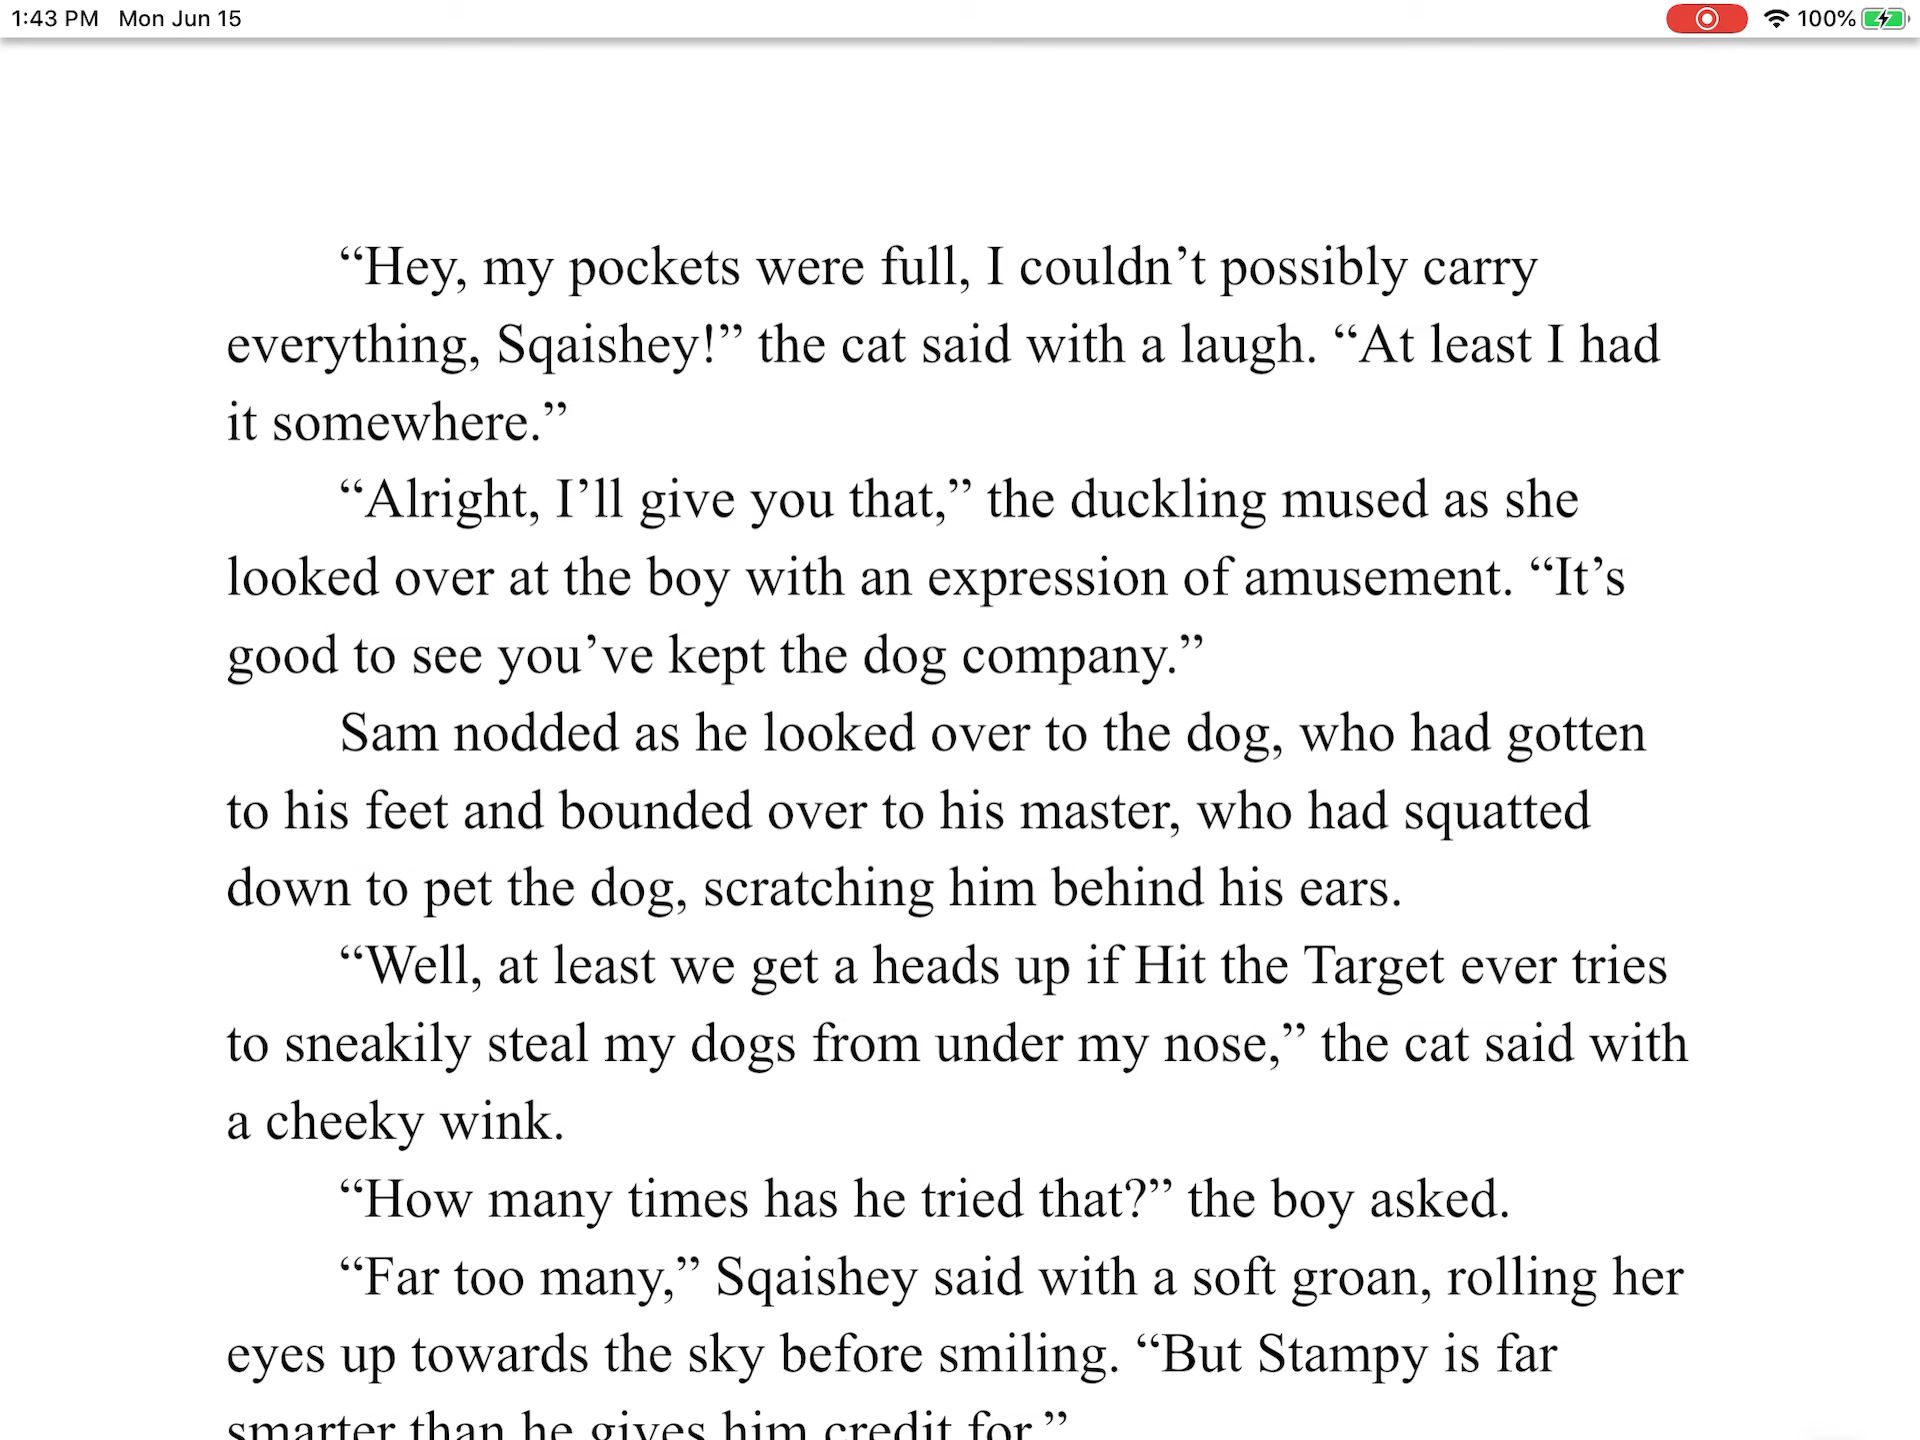 1:43 PM Mon Jun 15 100%
“Hey, my pockets were full, I couldn’t possibly carry
everything, Sqaishey!” the cat said with a laugh. “At least I had
it somewhere.”
“Alright, I’ll give you that,” the duckling mused as she
looked over at the boy with an expression of amusement. “It’s
good to see you’ve kept the dog company.”
Sam nodded as he looked over to the dog, who had gotten
to his feet and bounded over to his master, who had squatted
down to pet the dog, scratching him behind his ears.
“Well, at least we get a heads up if Hit the Target ever tries
to sneakily steal my dogs from under my nose,” the cat said with
a cheeky wink.
“How many times has he tried that?” the boy asked.
“Far too many,” Sqaishey said with a soft groan, rolling her
eyes up towards the sky before smiling. “But Stampy is far
smarter than he gives him credit for.”